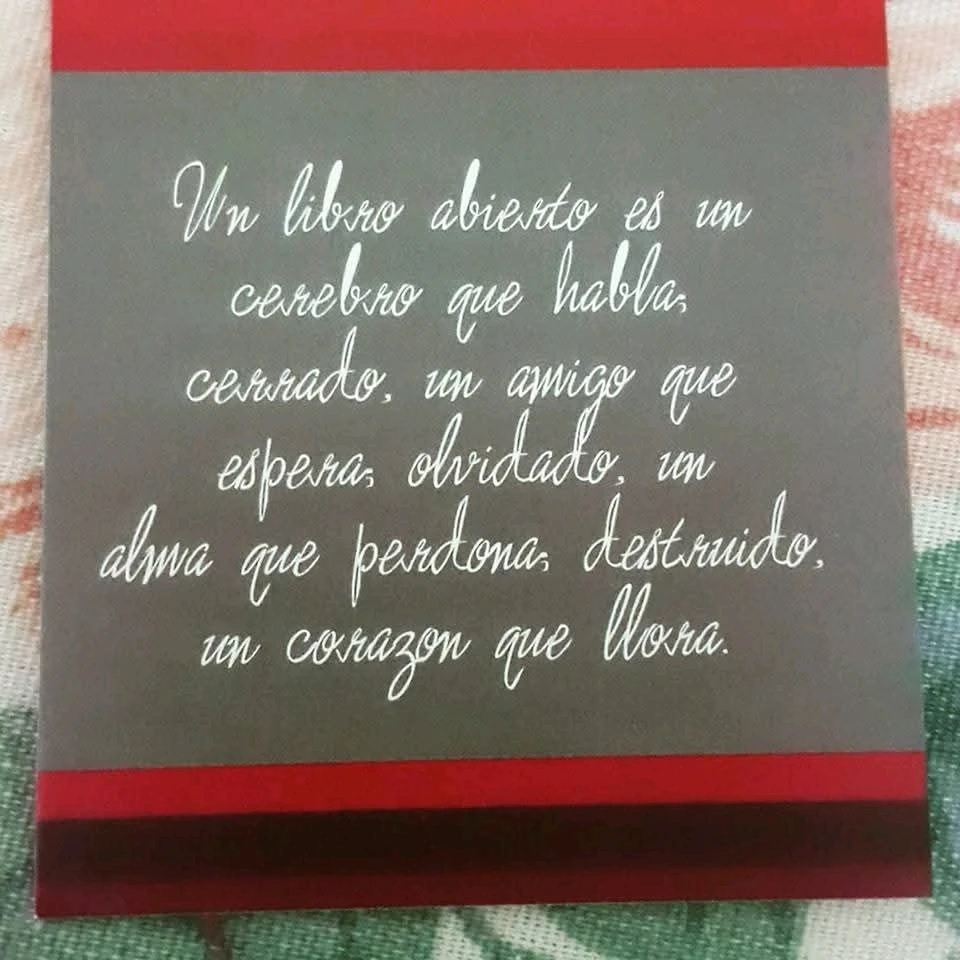 Un libro abierto es un
cerebro que habla;
cerrado, un amigo que
espera; olvidado, un
alma que perdona; destruido,
un corazon que llora.